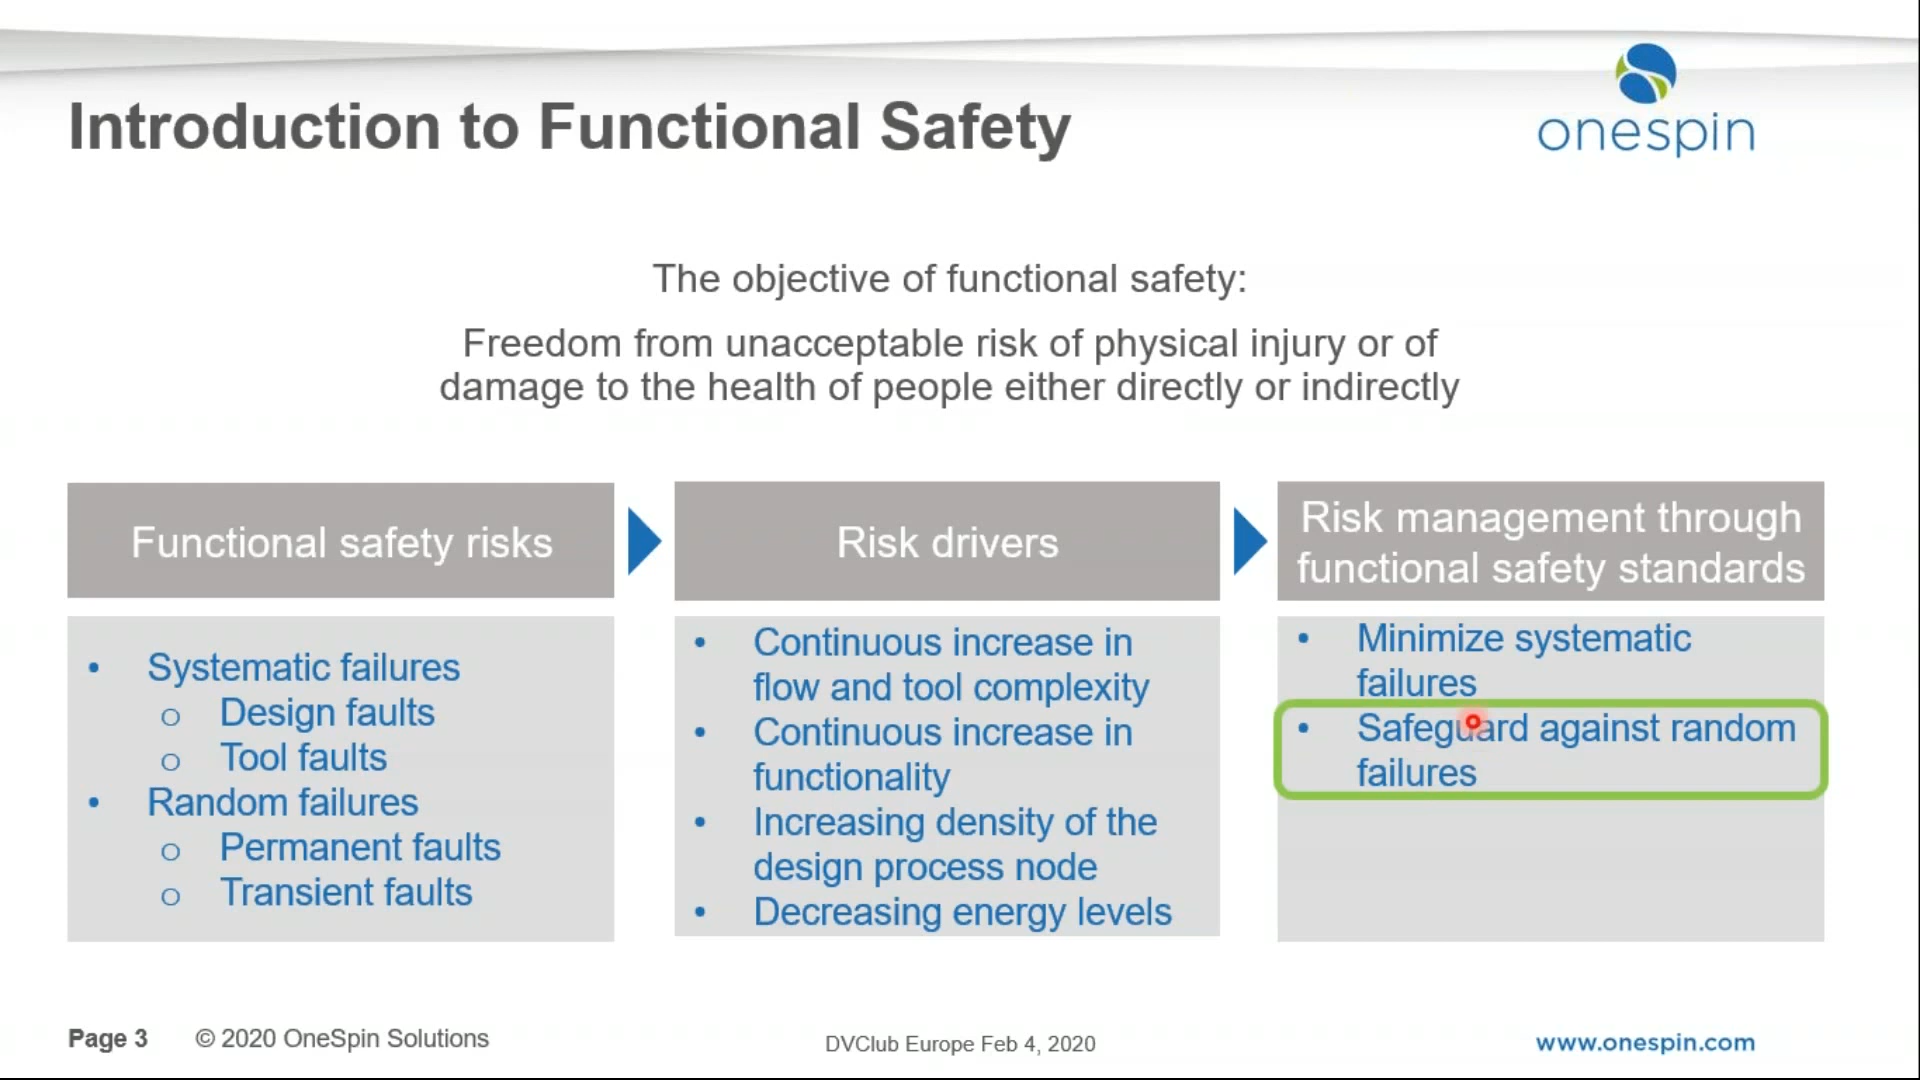 Introduction to Functional Safety
onespin
The objective of functional safety:
Freedom from unacceptable risk of physical injury or of
damage to the health of people either directly or indirectly
Functional safety risks
• Systematic failures
o Design faults
o Tool faults
• Random failures
o Permanent faults
o Transient faults
Risk drivers
• Continuous increase in
flow and tool complexity
• Continuous increase in
functionality
• Increasing density of the
design process node
• Decreasing energy levels
Risk management through
functional safety standards
• Minimize systematic
failures
• Safeguard against random
failures
Page 3
© 2020 OneSpin Solutions
DVClub Europe Feb 4, 2020
www.onespin.com